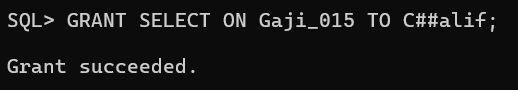 SQL> GRANT SELECT ON Gaji_015 TO C##alif;
Grant succeeded.